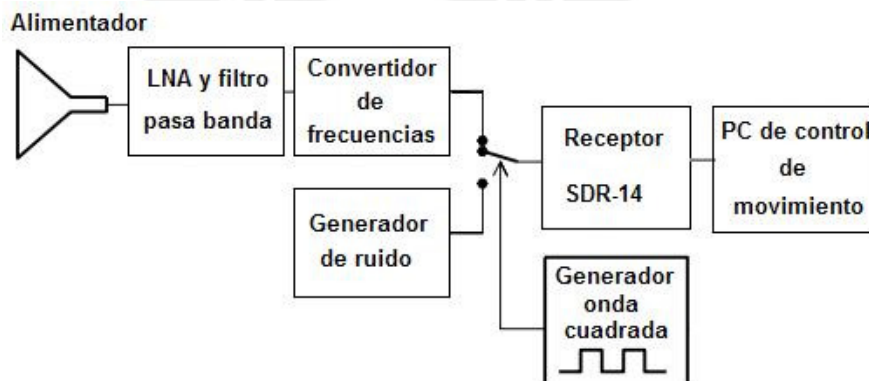 Alimentador
LNA y filtro
pasa banda
Convertidor
de
frecuencias
Generador
de ruido
Receptor
SDR-14
PC de control
de
movimiento
Generador
onda
cuadrada